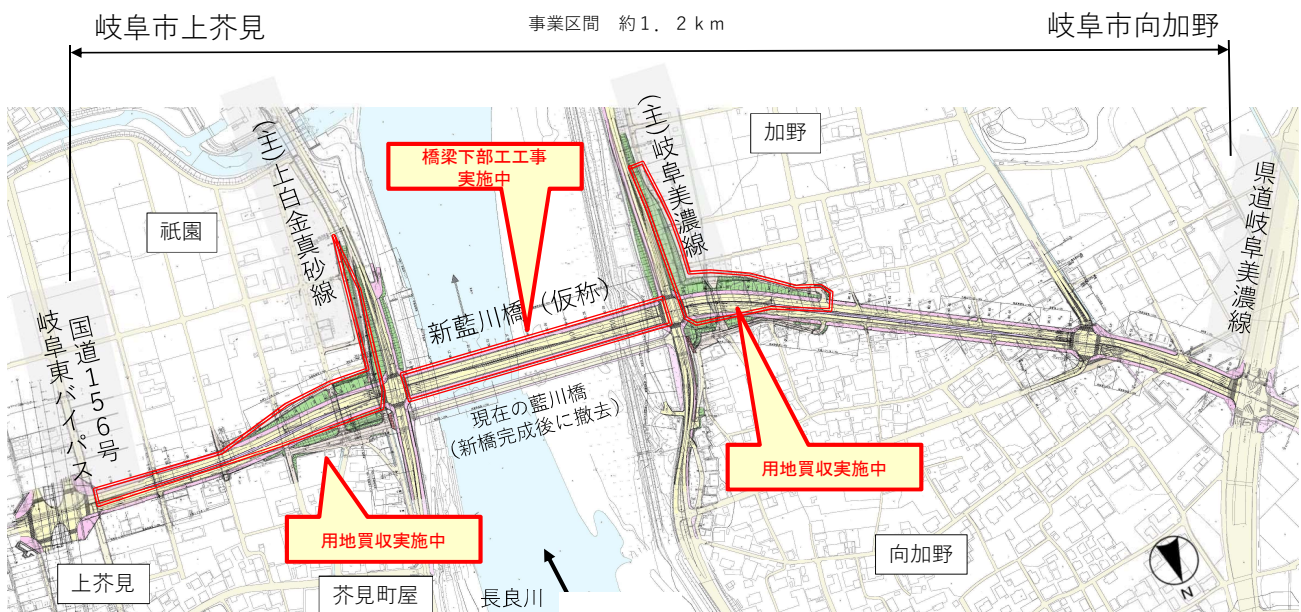 岐阜市上芥見
事業区間 約1.2km
岐阜市向加野
橋梁下部工工事
実施中
(主)上白金真砂線
(主)岐阜美濃線
加野
県道岐阜美濃線
祇園
新藍川橋(仮称)
国道156号
岐阜東バイパス
現在の藍川橋
(新橋完成後に撤去)
用地買収実施中
用地買収実施中
上芥見
芥見町屋
長良川
向加野
N